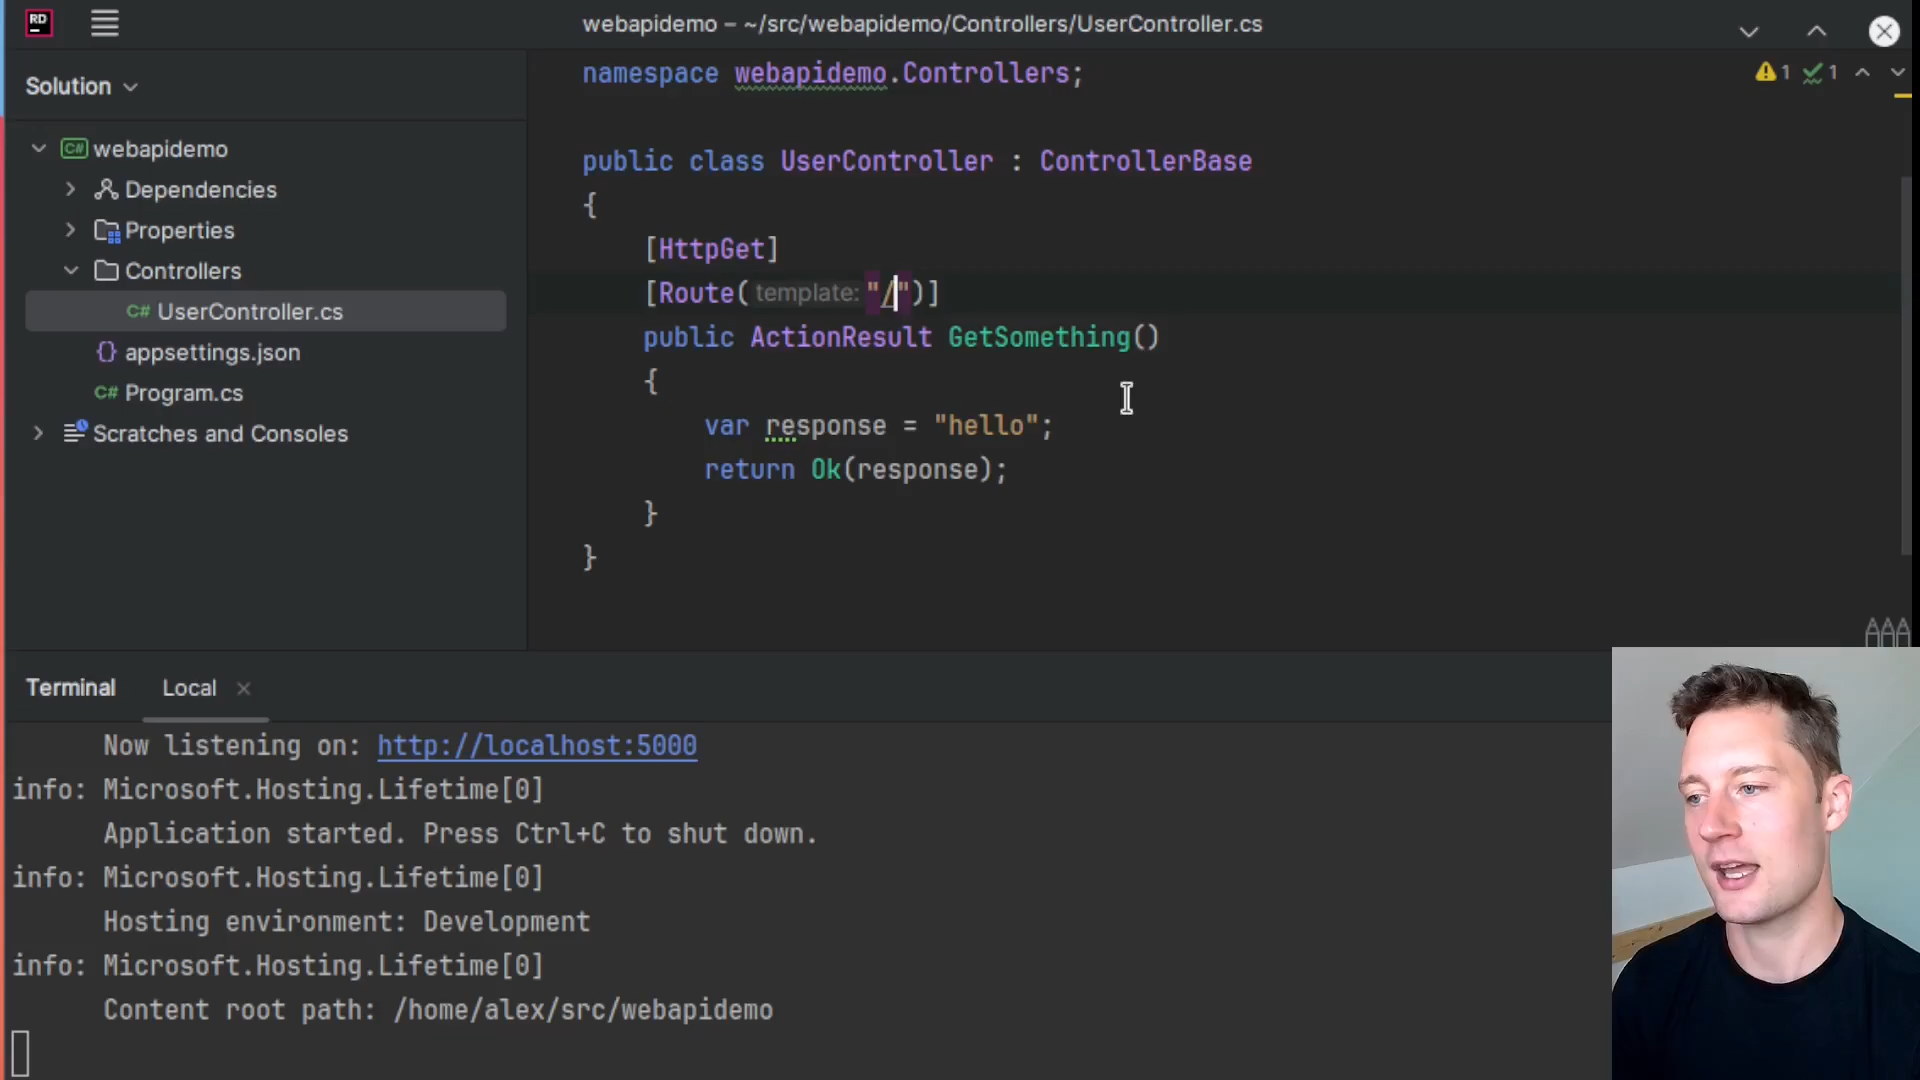 RD
webapidemo – ~/src/webapidemo/Controllers/UserController.cs
Solution
C# webapidemo
Dependencies
Properties
Controllers
C# UserController.cs
{} appsettings.json
C# Program.cs
Scratches and Consoles
namespace webapidemo.Controllers;
1 1
public class UserController : ControllerBase
{
[HttpGet]
[Route(template: "/")]
public ActionResult GetSomething()
{
var response = "hello";
return Ok(response);
}
}
Terminal Local
Now listening on: http://localhost:5000
info: Microsoft.Hosting.Lifetime[0]
Application started. Press Ctrl+C to shut down.
info: Microsoft.Hosting.Lifetime[0]
Hosting environment: Development
info: Microsoft.Hosting.Lifetime[0]
Content root path: /home/alex/src/webapidemo